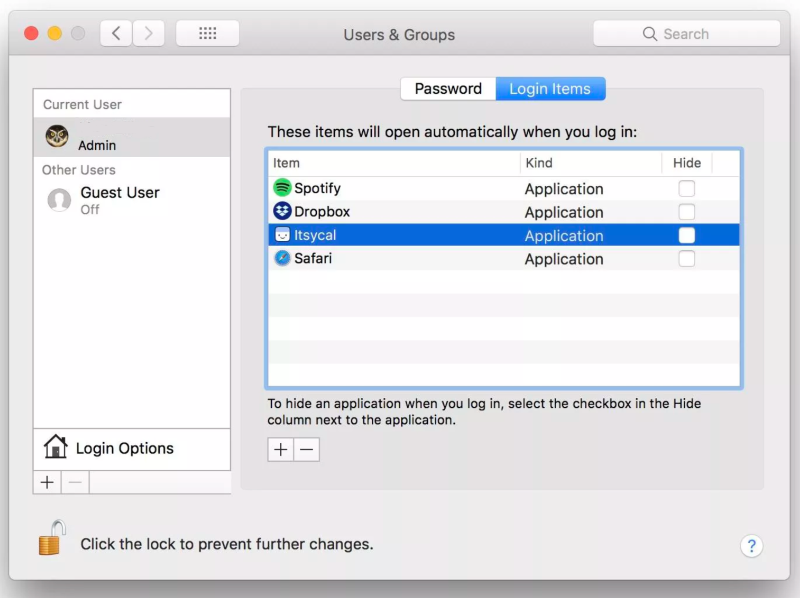 Users & Groups
Search
Password
Login Items
Current User
Admin
Other Users
Guest User
Off
Login Options
These items will open automatically when you log in:
Item Kind Hide
Spotify Application
Dropbox Application
Itsycal Application
Safari Application
To hide an application when you log in, select the checkbox in the Hide
column next to the application.
Click the lock to prevent further changes.
?